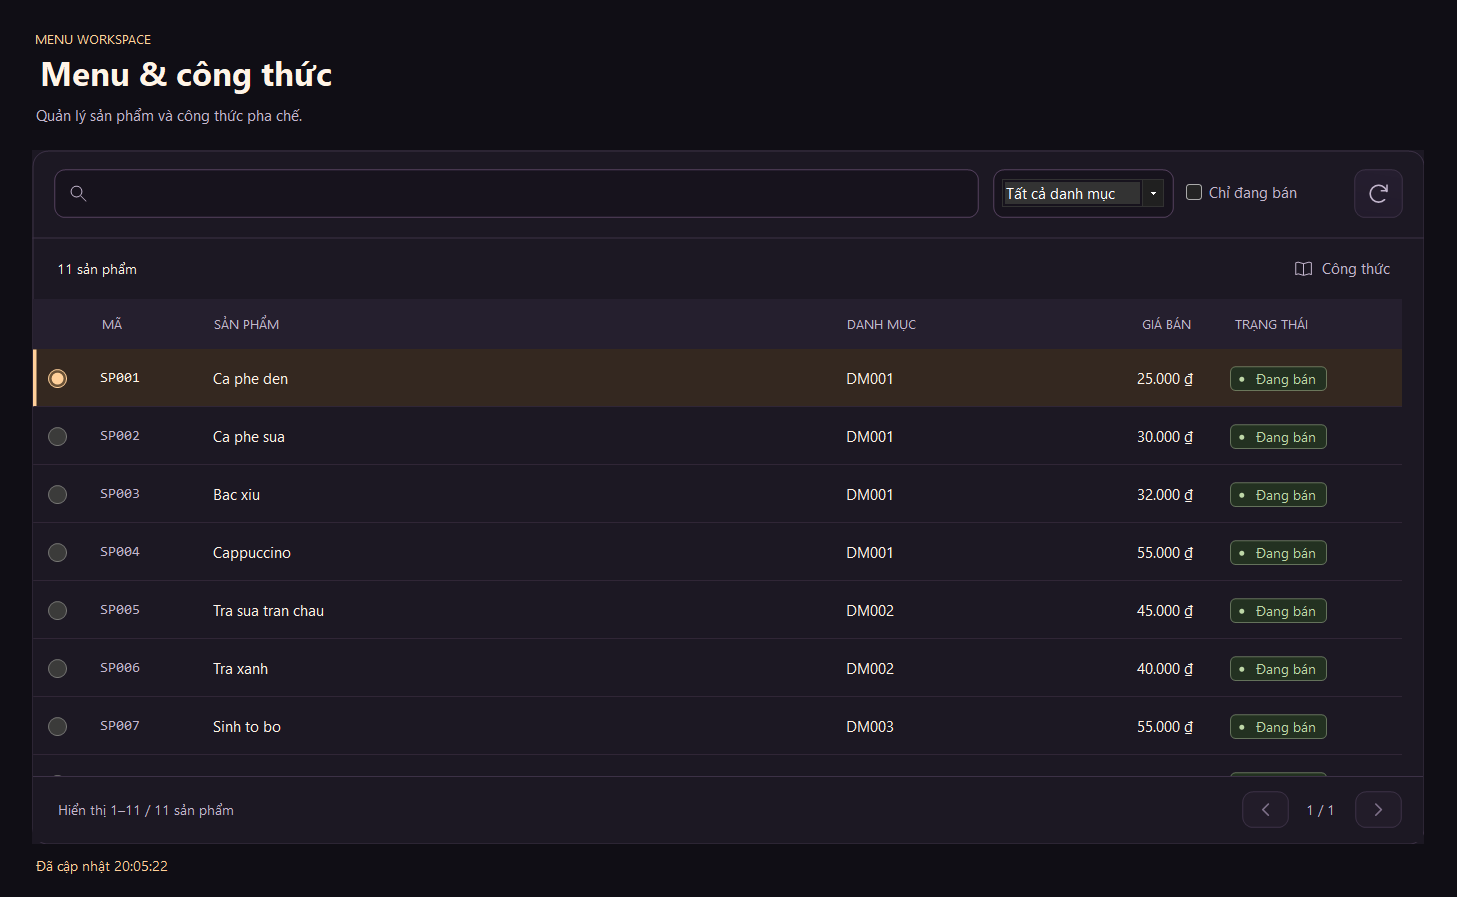 MENU WORKSPACE
Menu & công thức
Quản lý sản phẩm và công thức pha chế.
Tất cả danh mục
Chỉ đang bán
11 sản phẩm
Công thức
MÃ SẢN PHẨM DANH MỤC GIÁ BÁN TRẠNG THÁI
SP001 Ca phe den DM001 25.000 ₫ • Đang bán
SP002 Ca phe sua DM001 30.000 ₫ • Đang bán
SP003 Bac xiu DM001 32.000 ₫ • Đang bán
SP004 Cappuccino DM001 55.000 ₫ • Đang bán
SP005 Tra sua tran chau DM002 45.000 ₫ • Đang bán
SP006 Tra xanh DM002 40.000 ₫ • Đang bán
SP007 Sinh to bo DM003 55.000 ₫ • Đang bán
Hiển thị 1–11 / 11 sản phẩm
1 / 1
Đã cập nhật 20:05:22